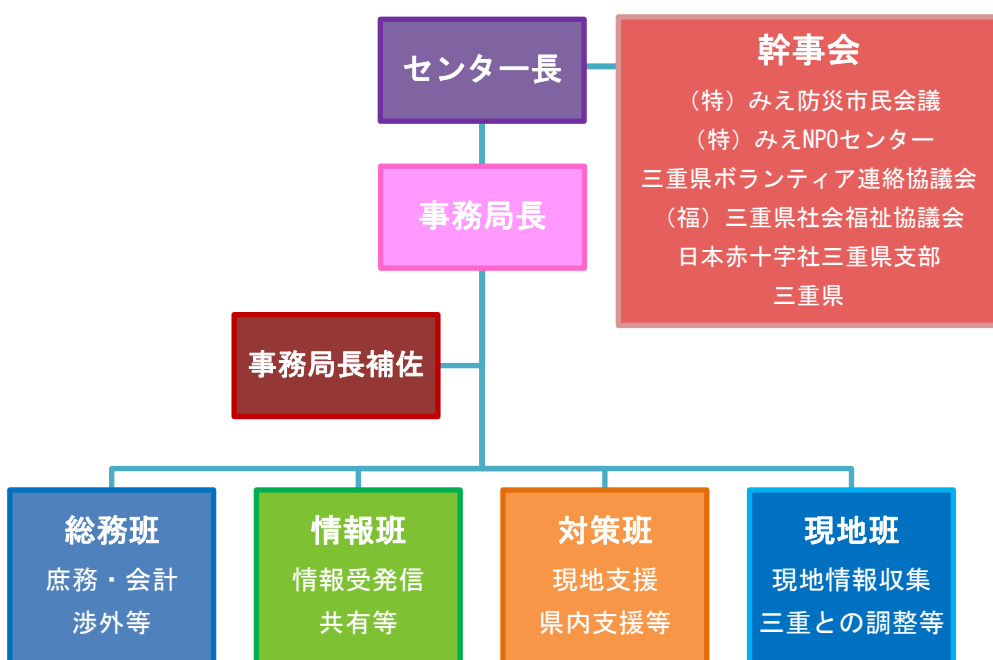 センター長
幹事会
（特）みえ防災市民会議
（特）みえNPOセンター
三重県ボランティア連絡協議会
（福）三重県社会福祉協議会
日本赤十字社三重県支部
三重県
事務局長
事務局長補佐
総務班
庶務・会計
渉外等
情報班
情報受発信
共有等
対策班
現地支援
県内支援等
現地班
現地情報収集
三重との調整等